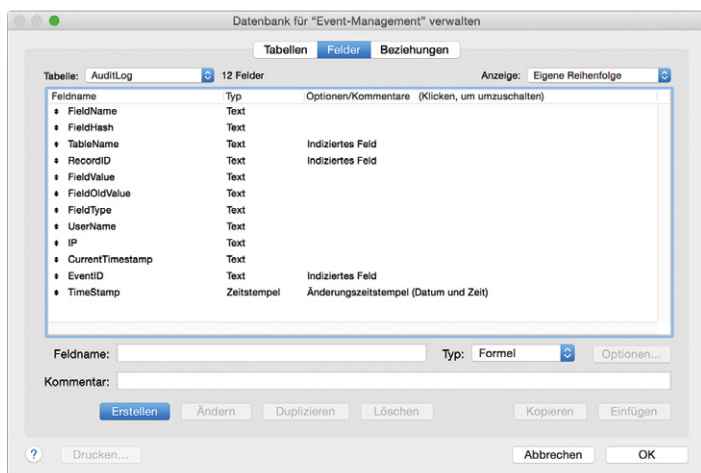 Datenbank für “Event-Management” verwalten
Tabellen Felder Beziehungen
Tabelle: AuditLog 12 Felder Anzeige: Eigene Reihenfolge
Feldname Typ Optionen/Kommentare (Klicken, um umzuschalten)
FieldName Text
FieldHash Text
TableName Text Indiziertes Feld
RecordID Text Indiziertes Feld
FieldValue Text
FieldOldValue Text
FieldType Text
UserName Text
IP Text
CurrentTimestamp Text
EventID Text Indiziertes Feld
TimeStamp Zeitstempel Änderungszeitstempel (Datum und Zeit)
Feldname: Typ: Formel Optionen...
Kommentar:
Erstellen Ändern Duplizieren Löschen Kopieren Einfügen
? Drucken... Abbrechen OK